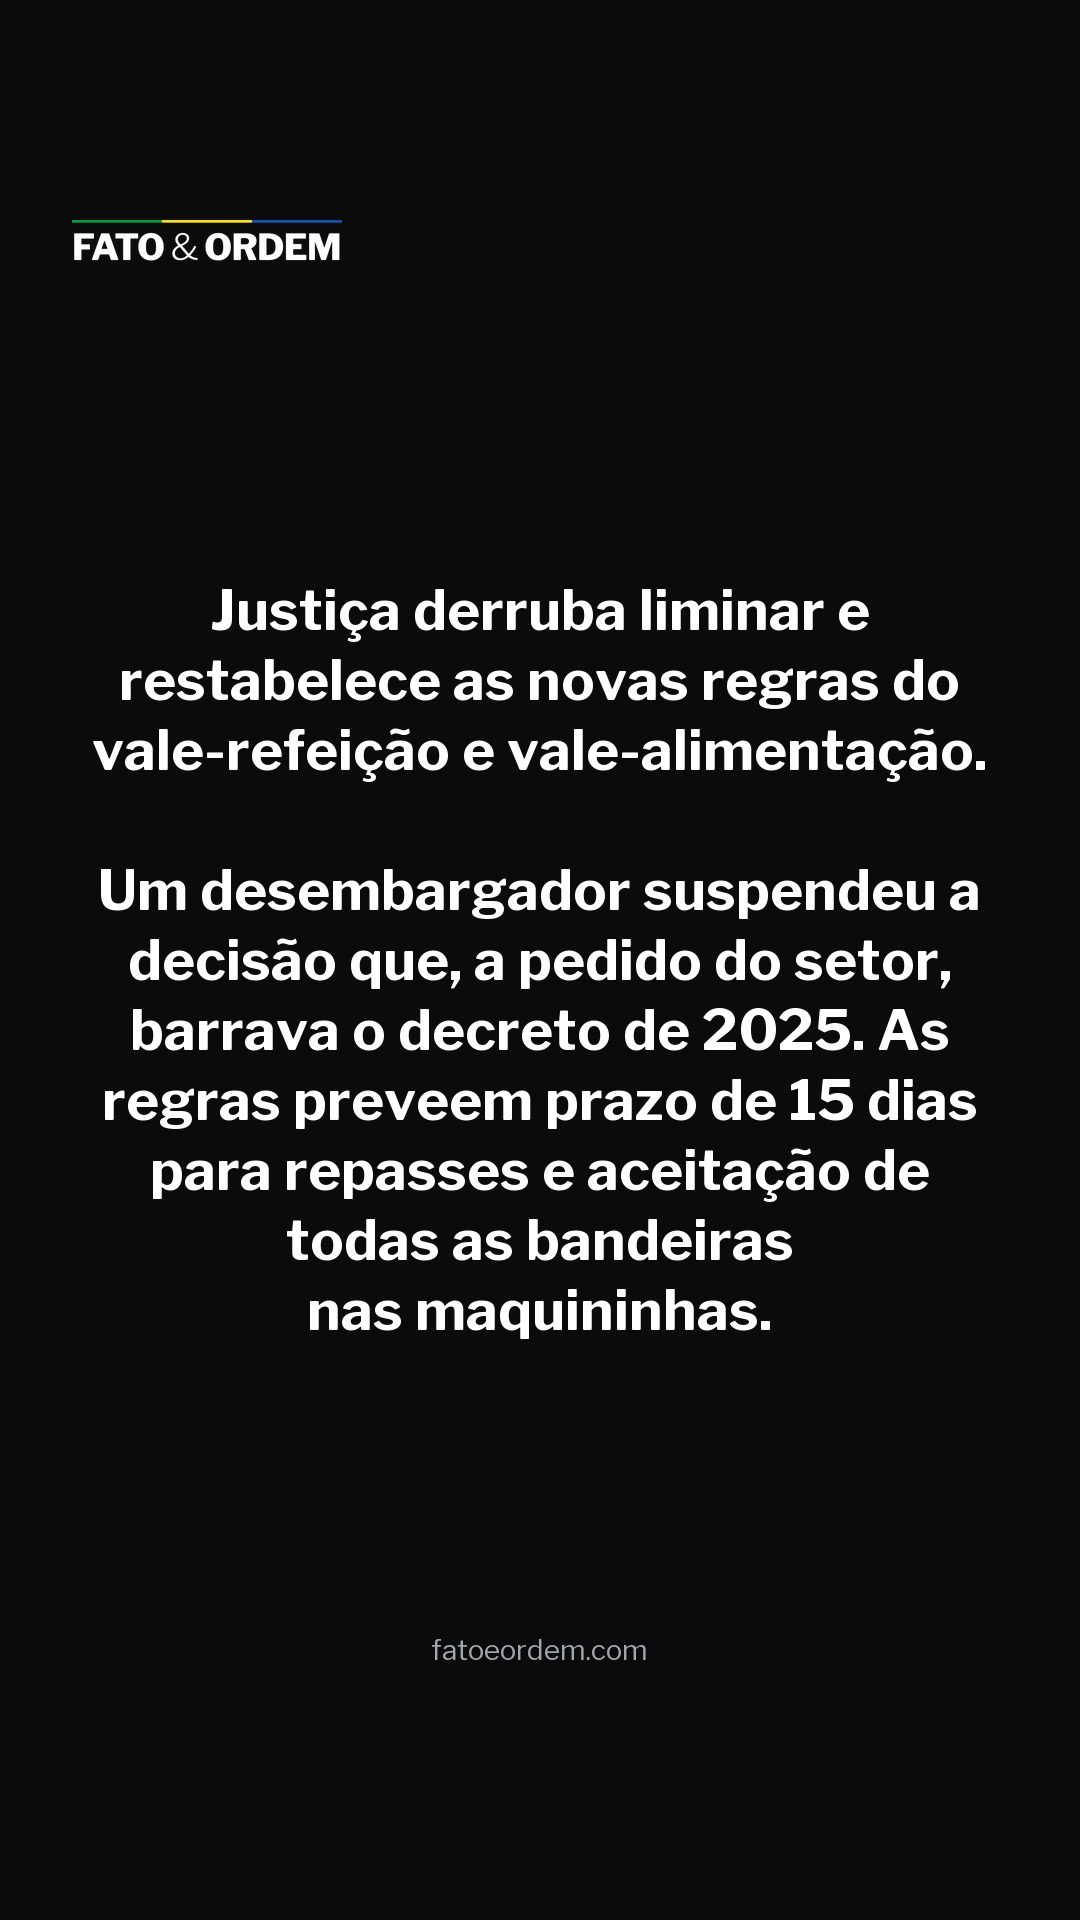 FATO & ORDEM
Justiça derruba liminar e
restabelece as novas regras do
vale-refeição e vale-alimentação.
Um desembargador suspendeu a
decisão que, a pedido do setor,
barrava o decreto de 2025. As
regras preveem prazo de 15 dias
para repasses e aceitação de
todas as bandeiras
nas maquininhas.
fatoeordem.com